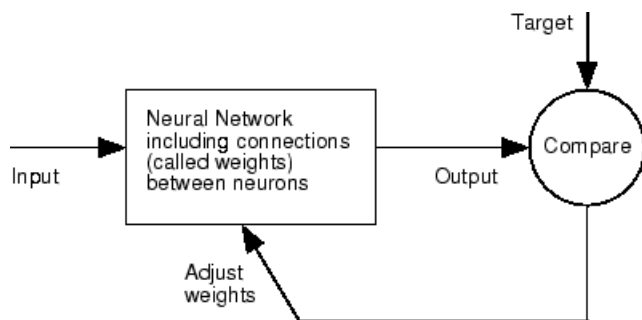 Target
Neural Network
including connections
(called weights)
between neurons
Compare
Input
Output
Adjust
weights